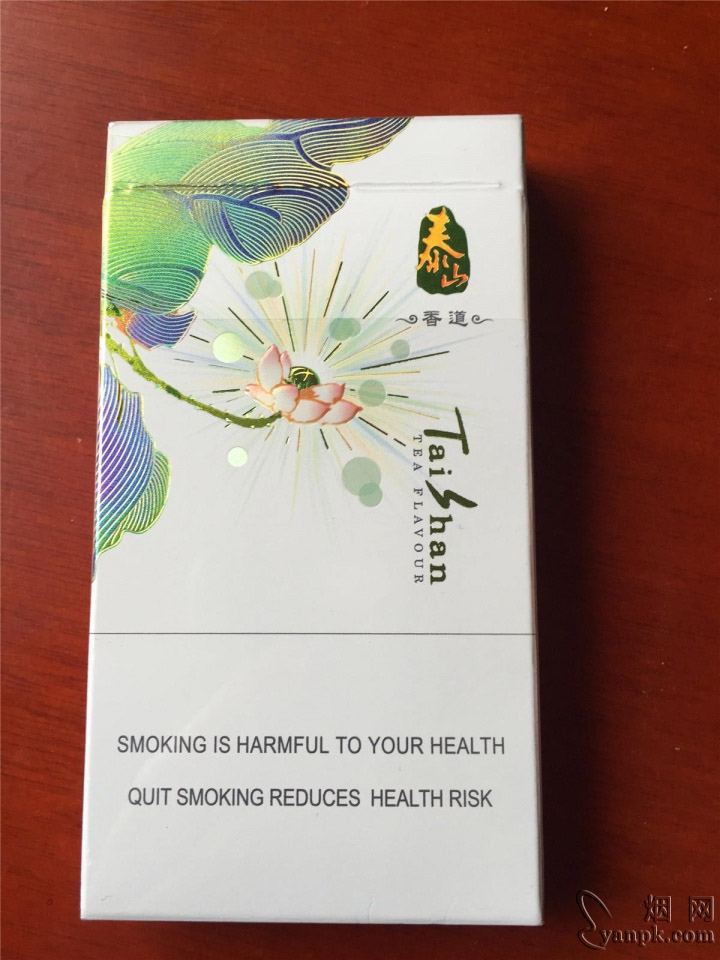 泰山
香道
TaiShan
TEA FLAVOUR
SMOKING IS HARMFUL TO YOUR HEALTH
QUIT SMOKING REDUCES HEALTH RISK
烟网
yanpk.com